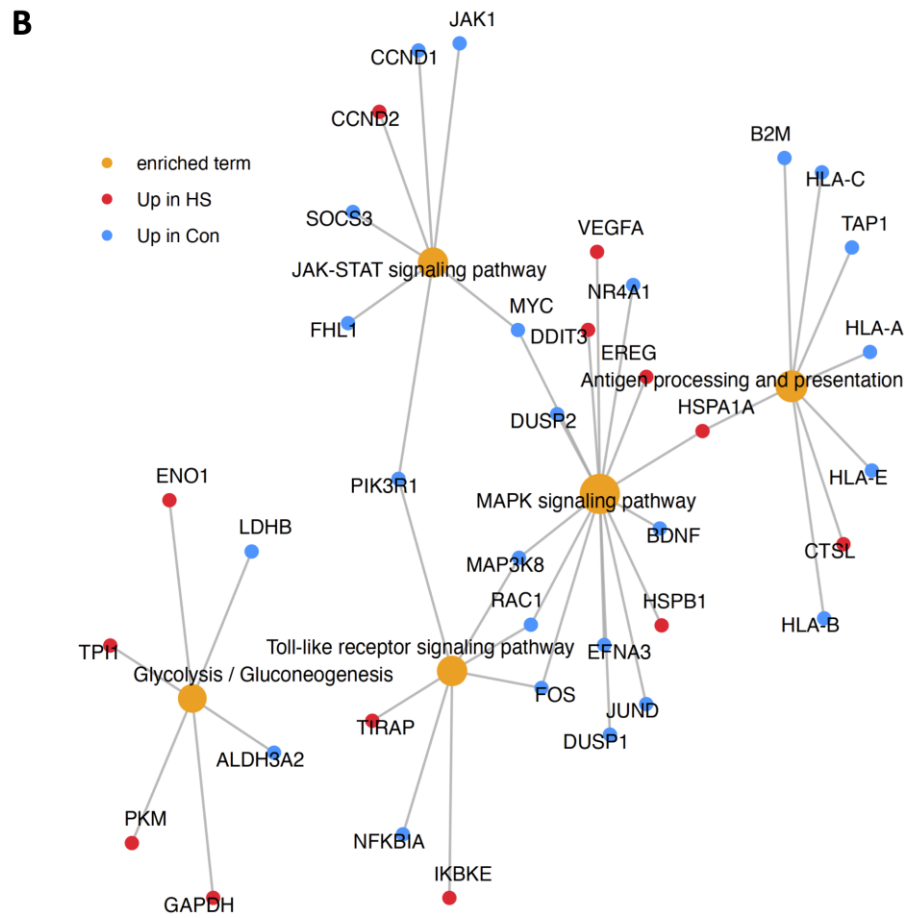 B
JAK1
CCND1
CCND2
B2M
enriched term
HLA-C
Up in HS
SOCS3
TAP1
VEGFA
Up in Con
JAK-STAT signaling pathway
NR4A1
MYC
FHL1
DDIT3
HLA-A
EREG
Antigen processing and presentation
HSPA1A
DUSP2
ENO1
PIK3R1
HLA-E
MAPK signaling pathway
LDHB
BDNF
CTSL
MAP3K8
RAC1
HSPB1
HLA-B
TPI1
Toll-like receptor signaling pathway
EFNA3
Glycolysis / Gluconeogenesis
FOS
JUND
TIRAP
DUSP1
ALDH3A2
PKM
NFKBIA
IKBKE
GAPDH